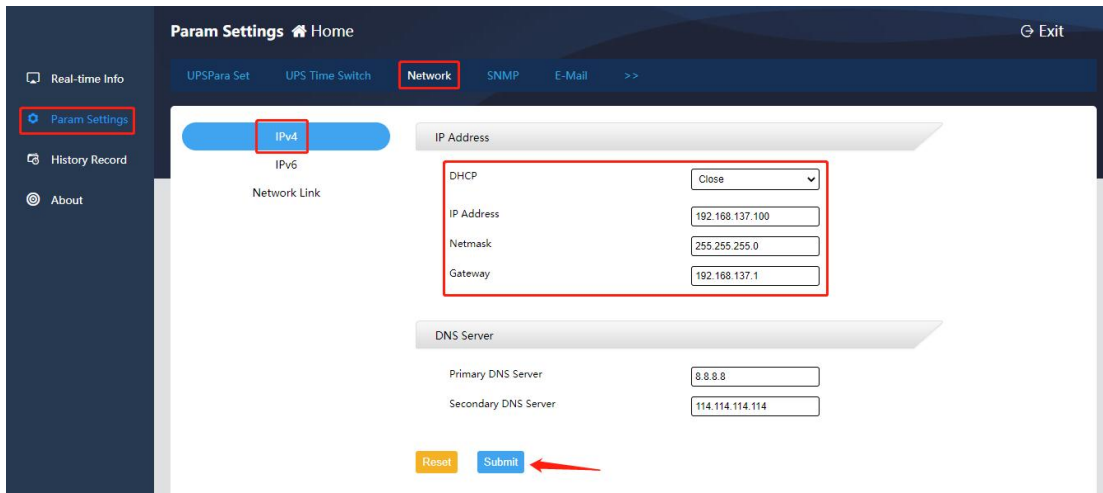 Param Settings Home
Exit
Real-time Info
Param Settings
History Record
About
UPSPara Set UPS Time Switch Network SNMP E-Mail >>
IPv4
IPv6
Network Link
IP Address
DHCP Close
IP Address 192.168.137.100
Netmask 255.255.255.0
Gateway 192.168.137.1
DNS Server
Primary DNS Server 8.8.8.8
Secondary DNS Server 114.114.114.114
Reset Submit